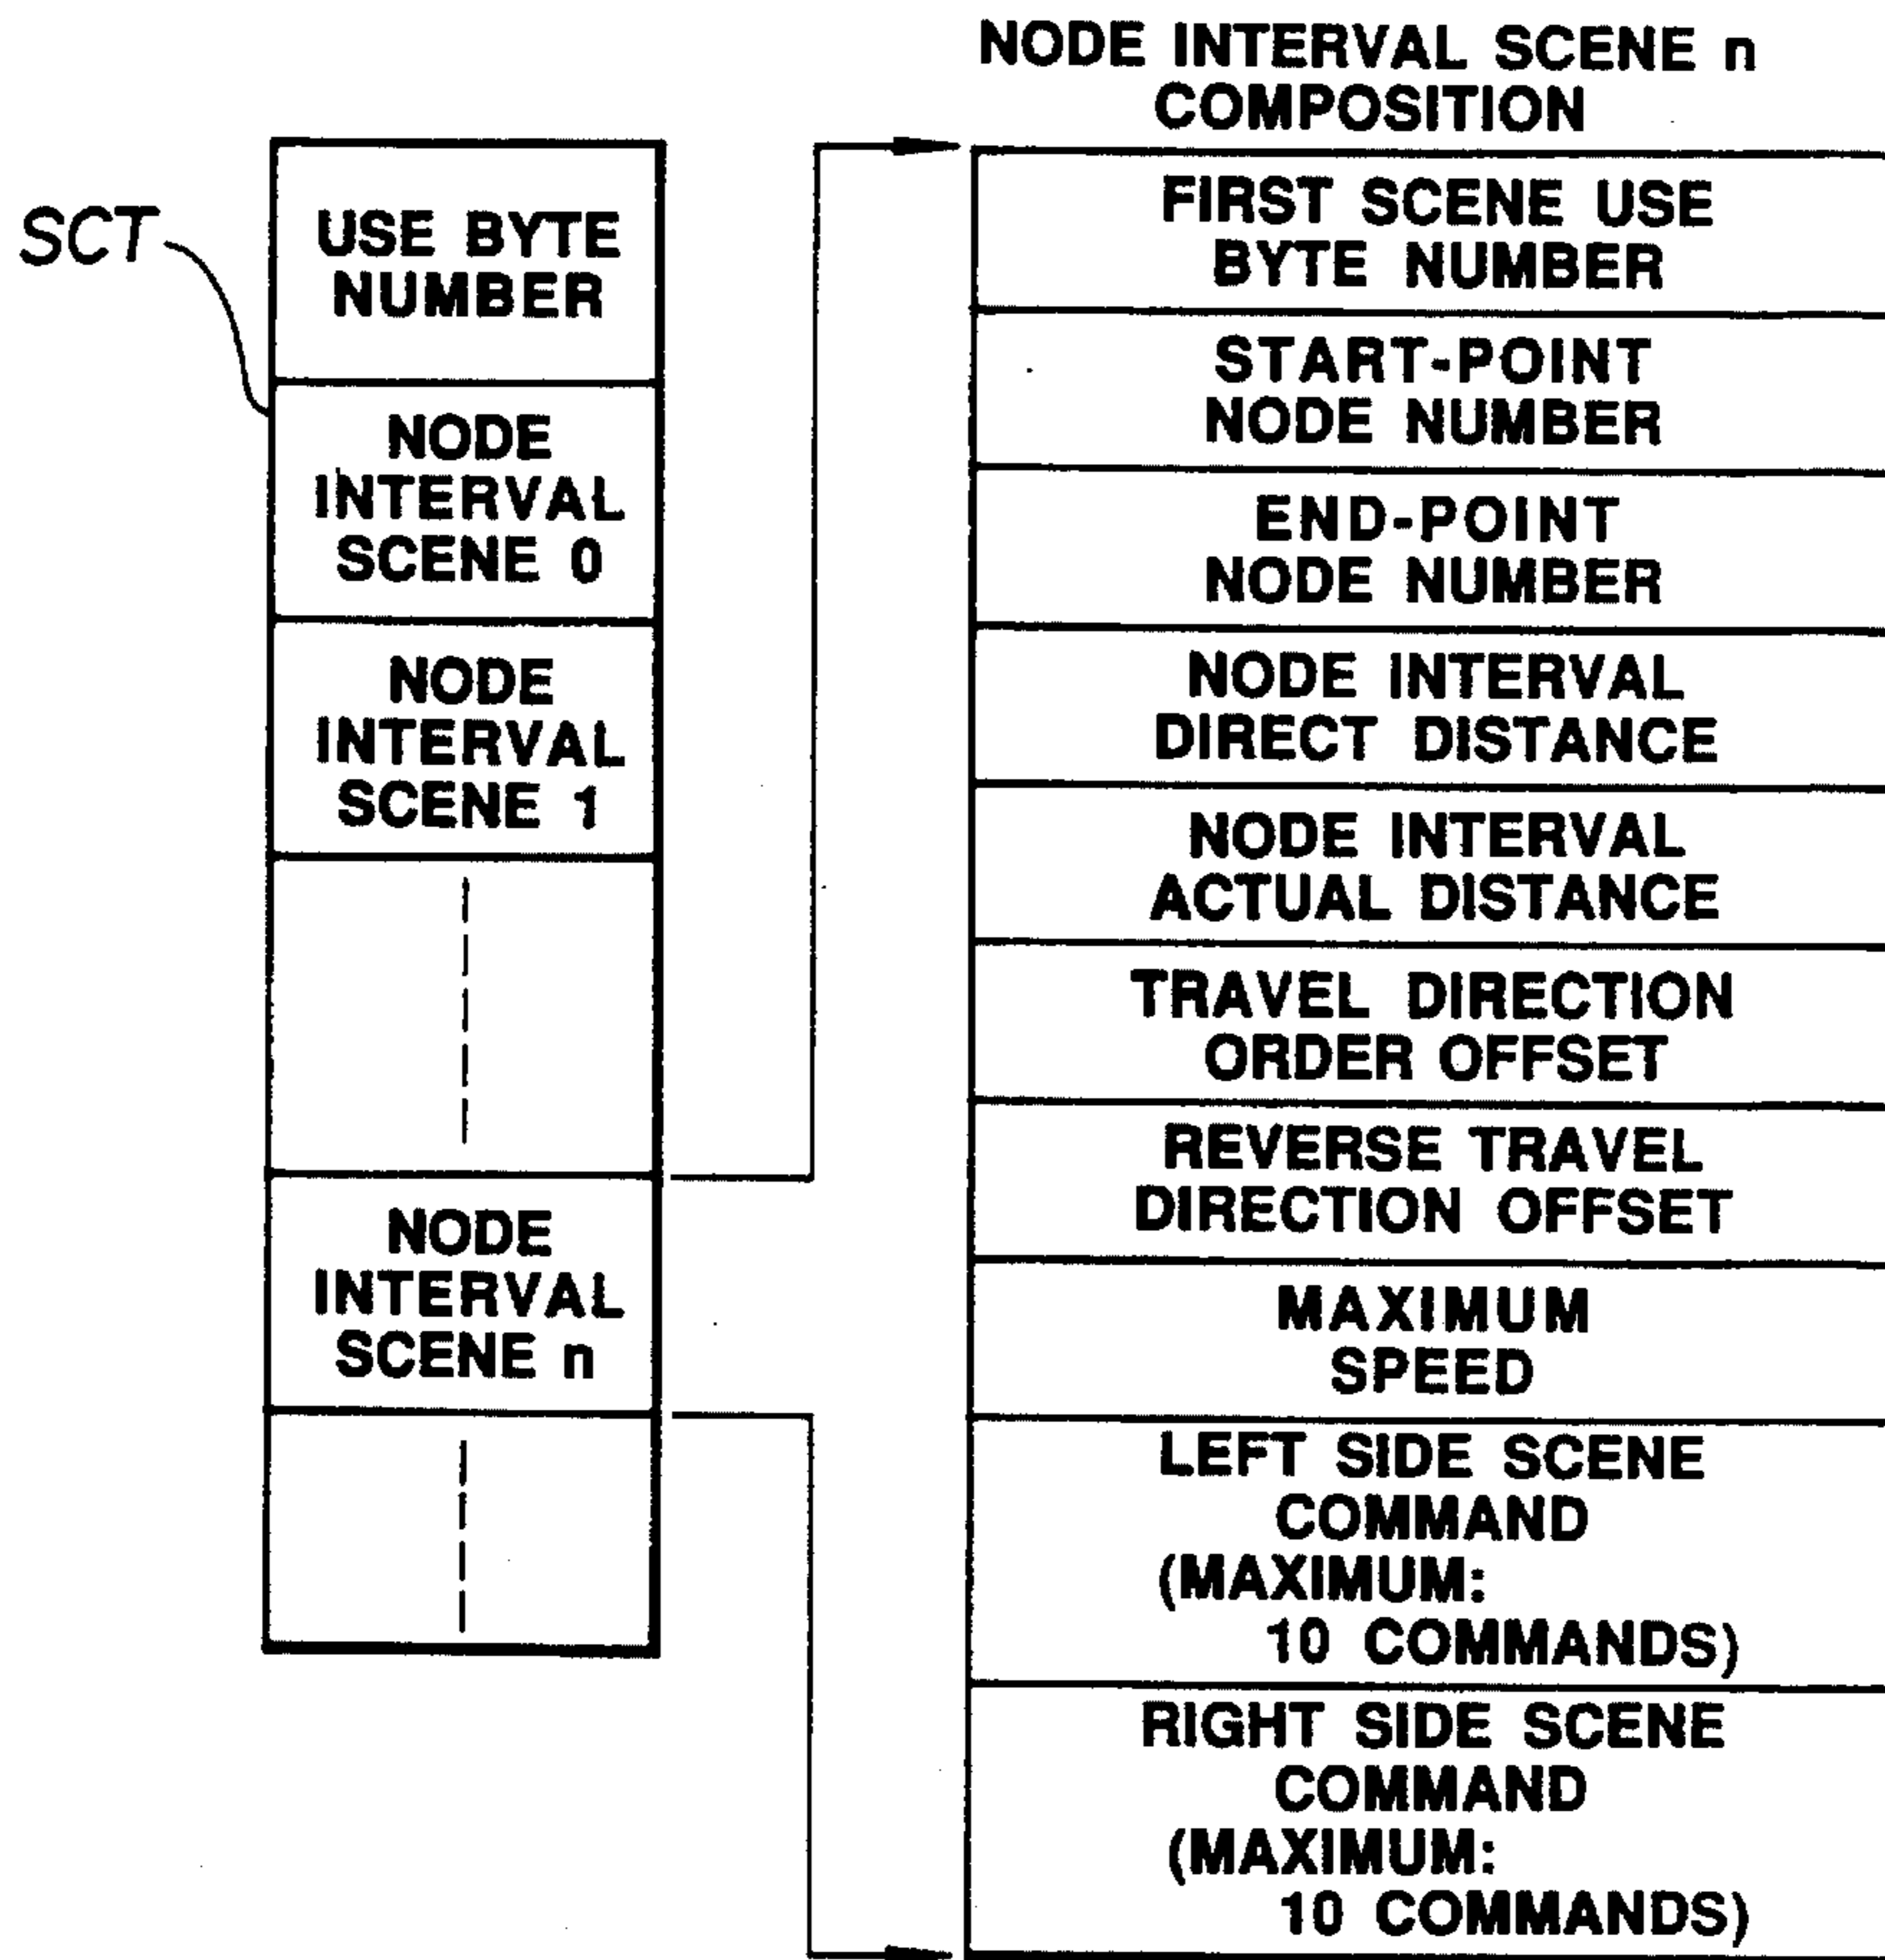 SCT
USE BYTE
NUMBER
NODE
INTERVAL
SCENE 0
NODE
INTERVAL
SCENE 1
NODE
INTERVAL
SCENE n
NODE INTERVAL SCENE n
COMPOSITION
FIRST SCENE USE
BYTE NUMBER
START-POINT
NODE NUMBER
END-POINT
NODE NUMBER
NODE INTERVAL
DIRECT DISTANCE
NODE INTERVAL
ACTUAL DISTANCE
TRAVEL DIRECTION
ORDER OFFSET
REVERSE TRAVEL
DIRECTION OFFSET
MAXIMUM
SPEED
LEFT SIDE SCENE
COMMAND
(MAXIMUM:
10 COMMANDS)
RIGHT SIDE SCENE
COMMAND
(MAXIMUM:
10 COMMANDS)